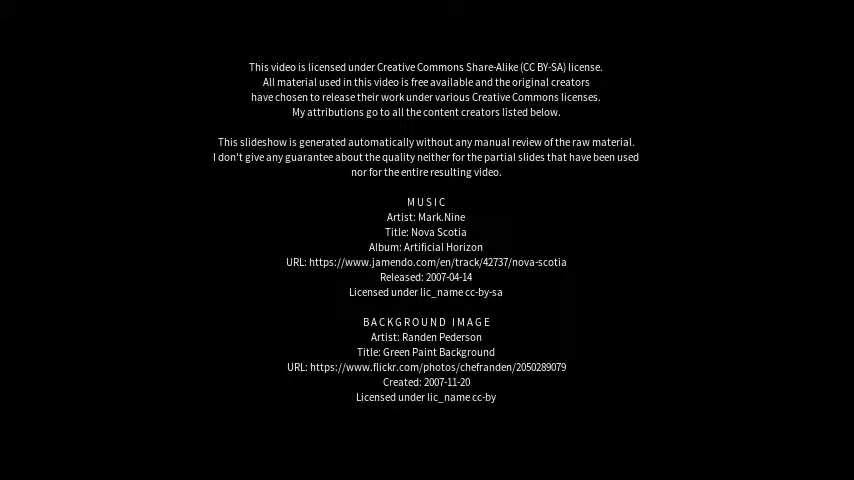 This video is licensed under Creative Commons Share-Alike (CC BY-SA) license.
All material used in this video is free available and the original creators
have chosen to release their work under various Creative Commons licenses.
My attributions go to all the content creators listed below.
This slideshow is generated automatically without any manual review of the raw material.
I don't give any guarantee about the quality neither for the partial slides that have been used
nor for the entire resulting video.
MUSIC
Artist: Mark.Nine
Title: Nova Scotia
Album: Artificial Horizon
URL: https://www.jamendo.com/en/track/42737/nova-scotia
Released: 2007-04-14
Licensed under lic_name cc-by-sa
BACKGROUND IMAGE
Artist: Randen Pederson
Title: Green Paint Background
URL: https://www.flickr.com/photos/chefranden/2050289079
Created: 2007-11-20
Licensed under lic_name cc-by